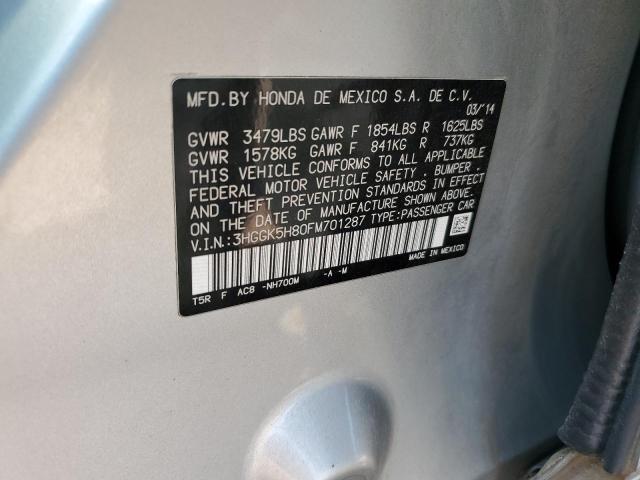 MFD.BY HONDA DE MEXICO S.A. DE C.V.
03/'14
GVWR 3479LBS GAWR F 1854LBS R 1625LBS
GVWR 1578KG GAWR F 841KG R 737KG
THIS VEHICLE CONFORMS TO ALL APPLICABLE
FEDERAL MOTOR VEHICLE SAFETY, BUMPER,
AND THEFT PREVENTION STANDARDS IN EFFECT
ON THE DATE OF MANUFACTURE SHOWN ABOVE.
V.I.N.:3HGGK5H80FM701287 TYPE:PASSENGER CAR
MADE IN MEXICO
T5R F AC8 -NH700M -A -M